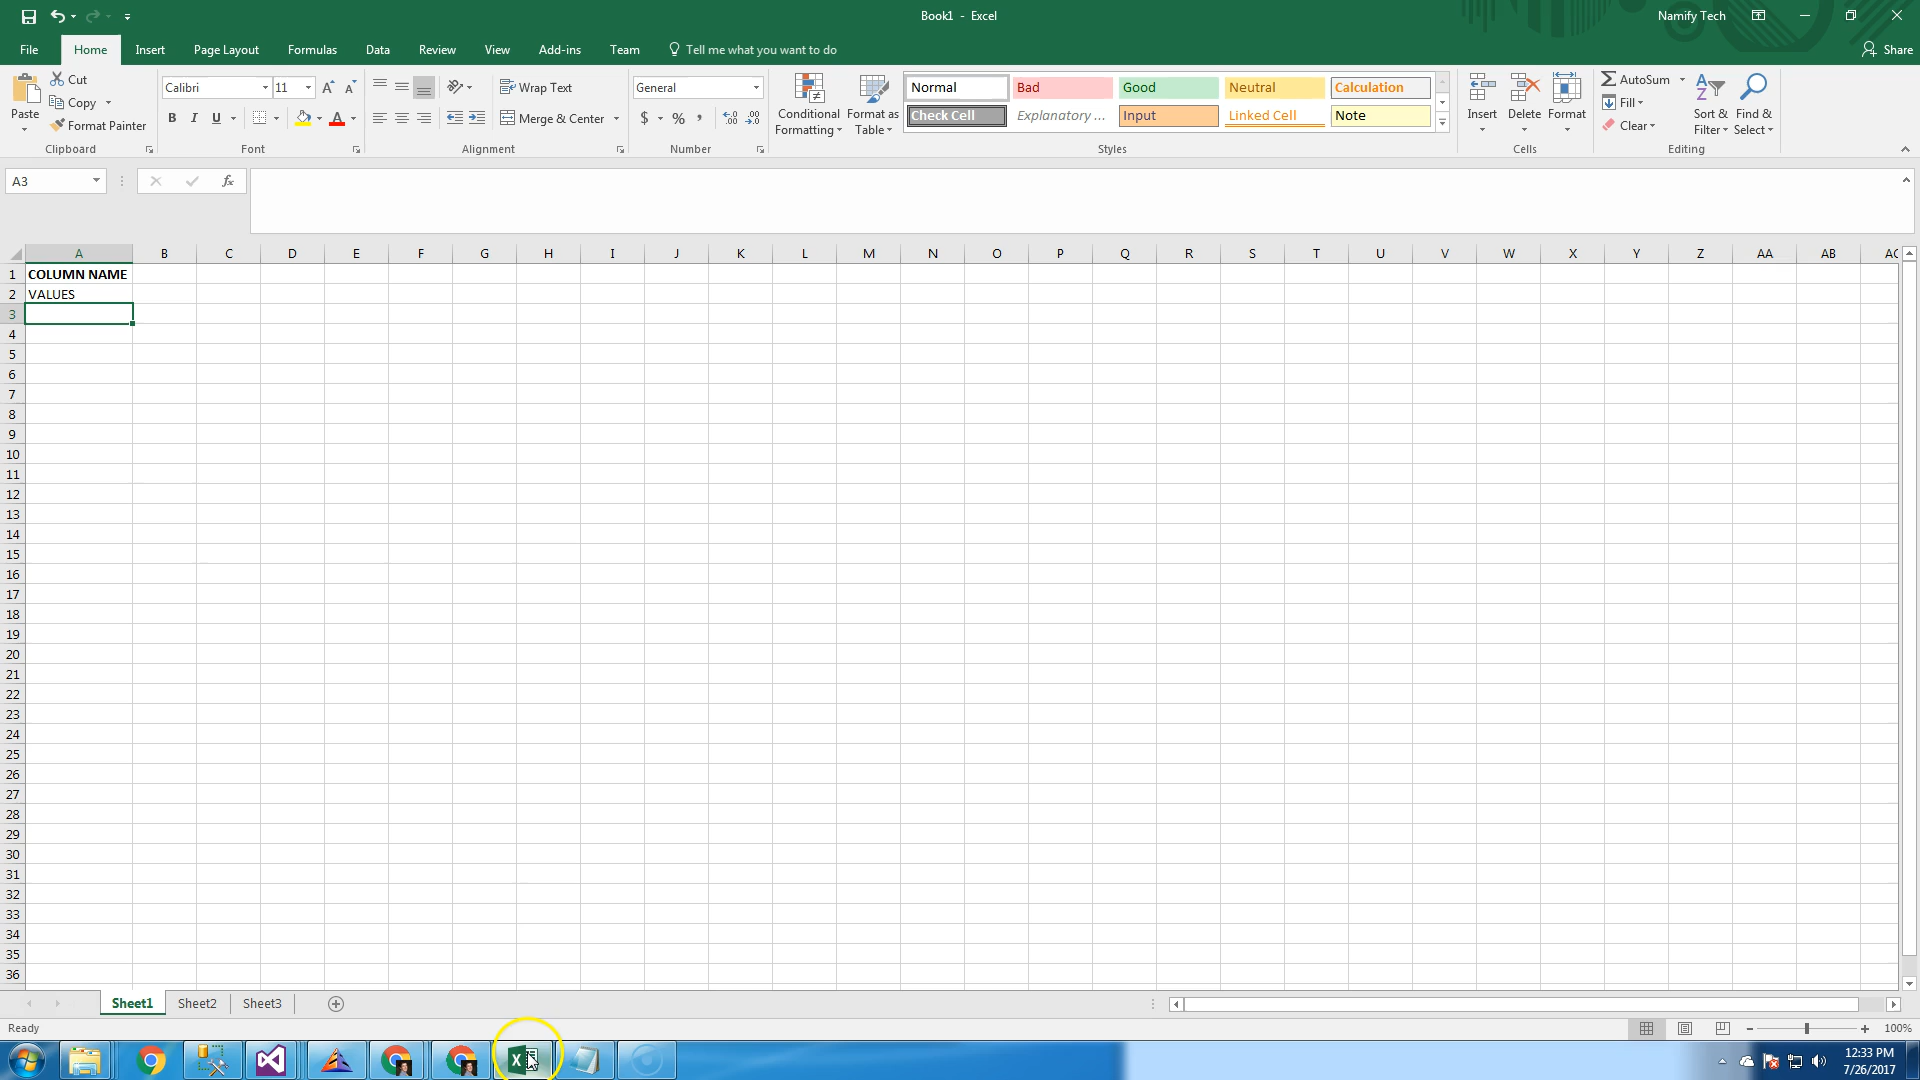 Book1 - Excel
Namify Tech
File Home Insert Page Layout Formulas Data Review View Add-ins Team Tell me what you want to do Share
Paste
Cut
Copy
Format Painter
Clipboard
Calibri 11
B I U
Font
Wrap Text
Merge & Center
Alignment
General
$ % ,
Number
Conditional Formatting
Format as Table
Normal Bad Good Neutral Calculation
Check Cell Explanatory ... Input Linked Cell Note
Styles
Insert Delete Format
Cells
AutoSum
Fill
Clear
Sort & Filter
Find & Select
Editing
A3
fx
A B C D E F G H I J K L M N O P Q R S T U V W X Y Z AA AB AC
1 COLUMN NAME
2 VALUES
3
4
5
6
7
8
9
10
11
12
13
14
15
16
17
18
19
20
21
22
23
24
25
26
27
28
29
30
31
32
33
34
35
36
Sheet1 Sheet2 Sheet3
Ready
100%
12:33 PM
7/26/2017